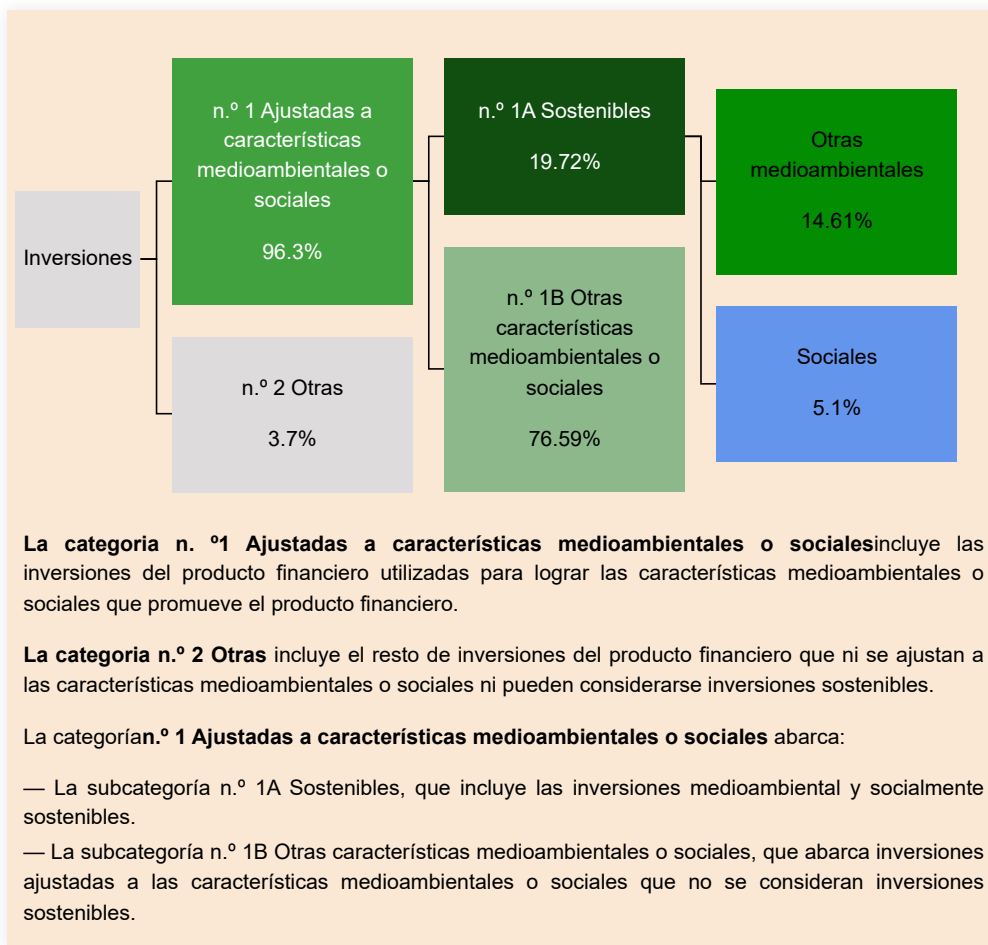 Inversiones
n.º 1 Ajustadas a
características
medioambientales o
sociales
96.3%
n.º 2 Otras
3.7%
n.º 1A Sostenibles
19.72%
n.º 1B Otras
características
medioambientales o
sociales
76.59%
Otras
medioambientales
14.61%
Sociales
5.1%
La categoria n. º1 Ajustadas a características medioambientales o socialesincluye las
inversiones del producto financiero utilizadas para lograr las características medioambientales o
sociales que promueve el producto financiero.
La categoria n.º 2 Otras incluye el resto de inversiones del producto financiero que ni se ajustan a
las características medioambientales o sociales ni pueden considerarse inversiones sostenibles.
La categorían.º 1 Ajustadas a características medioambientales o sociales abarca:
— La subcategoría n.º 1A Sostenibles, que incluye las inversiones medioambiental y socialmente
sostenibles.
— La subcategoría n.º 1B Otras características medioambientales o sociales, que abarca inversiones
ajustadas a las características medioambientales o sociales que no se consideran inversiones
sostenibles.